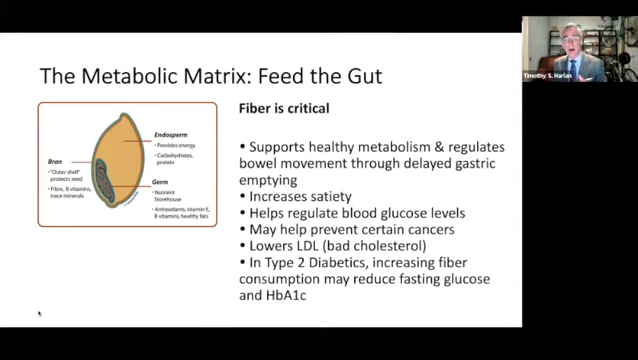 The Metabolic Matrix: Feed the Gut
Timothy S. Harlan
Fiber is critical
Endosperm
• Provides energy
• Carbohydrates,
protein
Bran
• "Outer shell"
protects seed
• Fibre, B vitamins,
trace minerals
Germ
• Nutrient
Storehouse
• Antioxidants, vitamin E,
B vitamins, healthy fats
• Supports healthy metabolism & regulates
bowel movement through delayed gastric
emptying
• Increases satiety
• Helps regulate blood glucose levels
• May help prevent certain cancers
• Lowers LDL (bad cholesterol)
• In Type 2 Diabetics, increasing fiber
consumption may reduce fasting glucose
and HbA1c